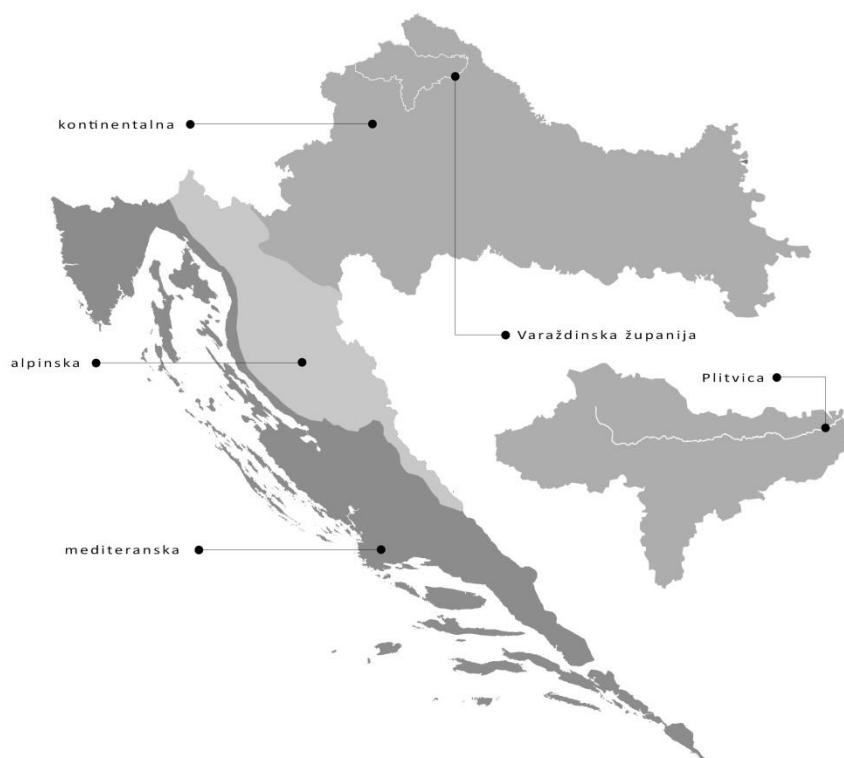 kontinentalna
Varaždinska županija
alpinska
Plitvica
mediteranska